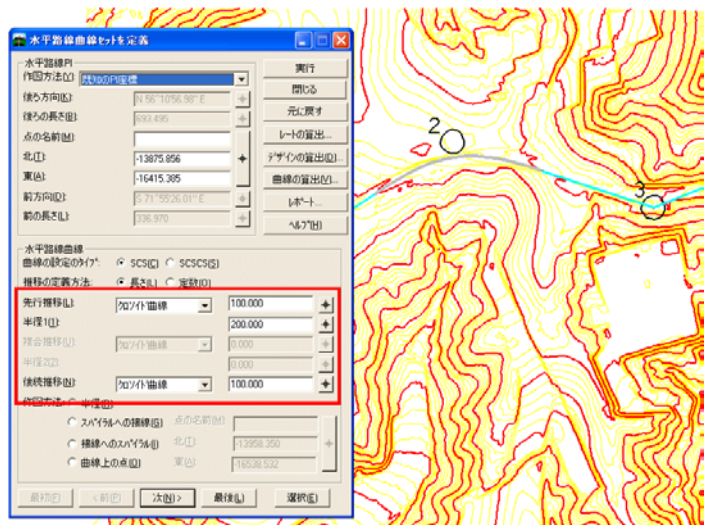 水平路線曲線セットを定義
水平路線PI
作図方法(Y): 既知のPI座標
後ろ方向(K): N 56^10'56.98" E
後ろの長さ(B): 693.495
点の名前(M):
北(T): -13875.856
東(A): -16415.385
前方向(D): S 71^55'26.01" E
前の長さ(L): 336.970
実行
閉じる
元に戻す
レートの算出...
デザインの算出(D)...
曲線の算出(V)...
レポート...
ヘルプ(H)
水平路線曲線
曲線の設定のタイプ: SCS(C) SCSCS(S)
推移の定義方法: 長さ(L) 定数(O)
先行推移(L): クロソイド曲線 100.000
半径1(1): 200.000
複合推移(U) クロソイド曲線 0.000
半径2(2): 0.000
後続推移(N): クロソイド曲線 100.000
作図方法: 半径(R)
スパイラルへの接線(G) 点の名前(M)
接線へのスパイラル(I) 北(T): -13958.350
曲線上の点(O) 東(A): -16538.532
最初(F) <前(P) 次(N)> 最後(L) 選択(E)
2
3